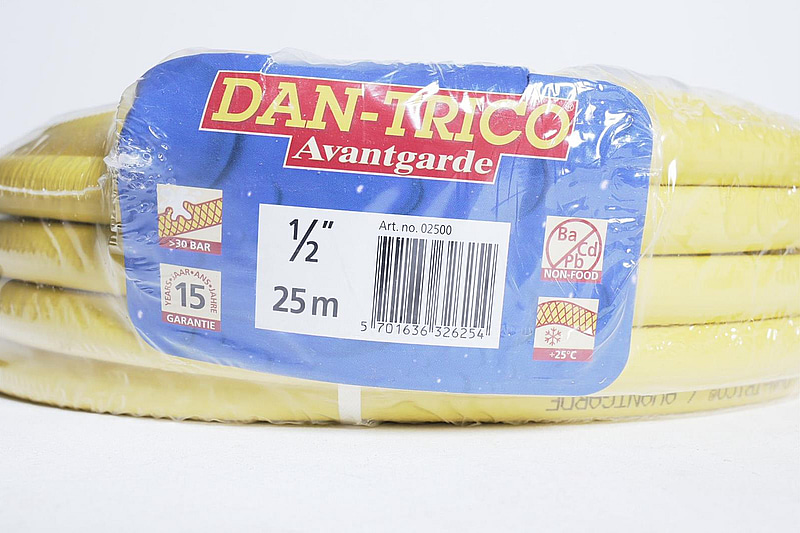 DAN-TRICO®
Avantgarde
>30 BAR
YEARS•JAAR•ANS•JAHRE
15
GARANTIE
½”
25 m
Art. no. 02500
5 701636 326254
Ba
Cd
Pb
NON-FOOD
+25°C
AVANTGARDE